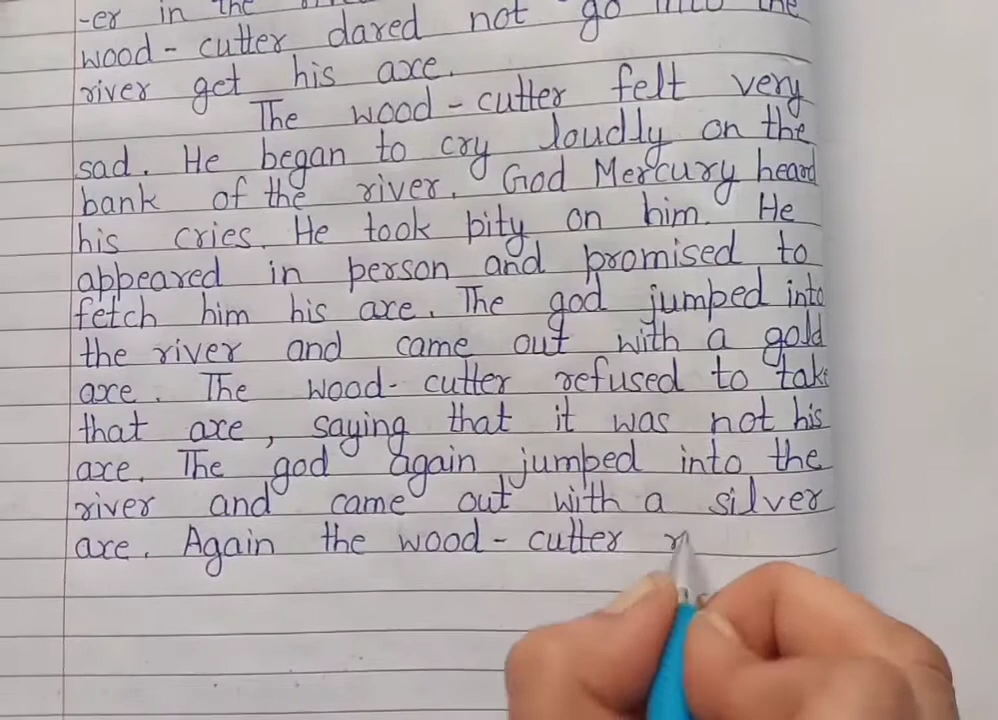 -er in the
wood- cutter dared not go into the
river get his axe.
The wood-cutter felt very
sad. He began to cry loudly on the
bank of the river. God Mercury heard
his cries. He took pity on him. He
appeared in person and promised to
fetch him his axe. The god jumped into
the river and came out with a gold
axe. The wood-cutter refused to take
that axe, saying that it was not his
axe. The god again jumped into the
river and came out with a silver
axe. Again the wood-cutter r